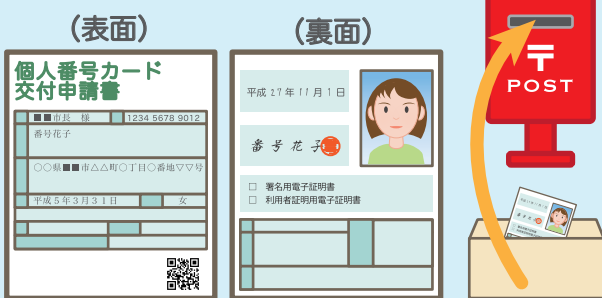 (表面)
個人番号カード
交付申請書
■■市長　様
1234 5678 9012
番号花子
〇〇県■■市△△町〇丁目〇番地▽▽号
平成5年3月31日
女
(裏面)
平成27年11月1日
番号花子
□ 署名用電子証明書
□ 利用者証明用電子証明書
〒
POST